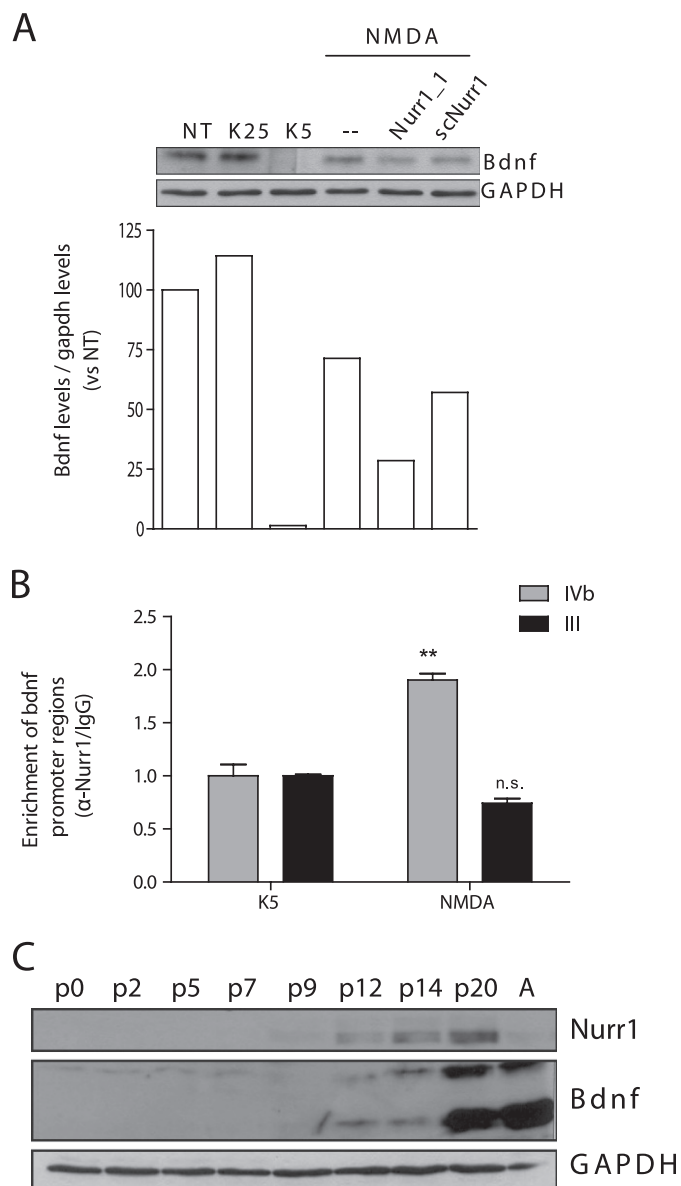 A
NMDA
NT K25 K5 -- Nurr1_1 scNurr1
Bdnf
GAPDH
Bdnf levels / gapdh levels
(vs NT)
125
100
75
50
25
0
B
IVb
III
Enrichment of bdnf
promoter regions
(α-Nurr1/IgG)
2.5
2.0
1.0
0.5
0.0
**
n.s.
K5 NMDA
C
p0 p2 p5 p7 p9 p12 p14 p20 A
Nurr1
Bdnf
GAPDH